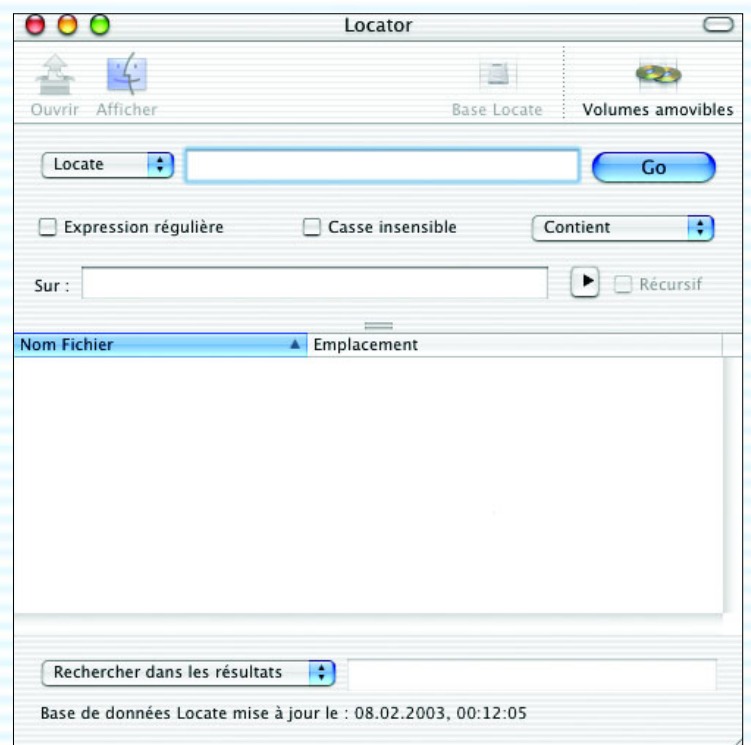 Locator
Ouvrir Afficher Base Locate Volumes amovibles
Locate Go
Expression régulière Casse insensible Contient
Sur : Récursif
Nom Fichier Emplacement
Rechercher dans les résultats
Base de données Locate mise à jour le : 08.02.2003, 00:12:05